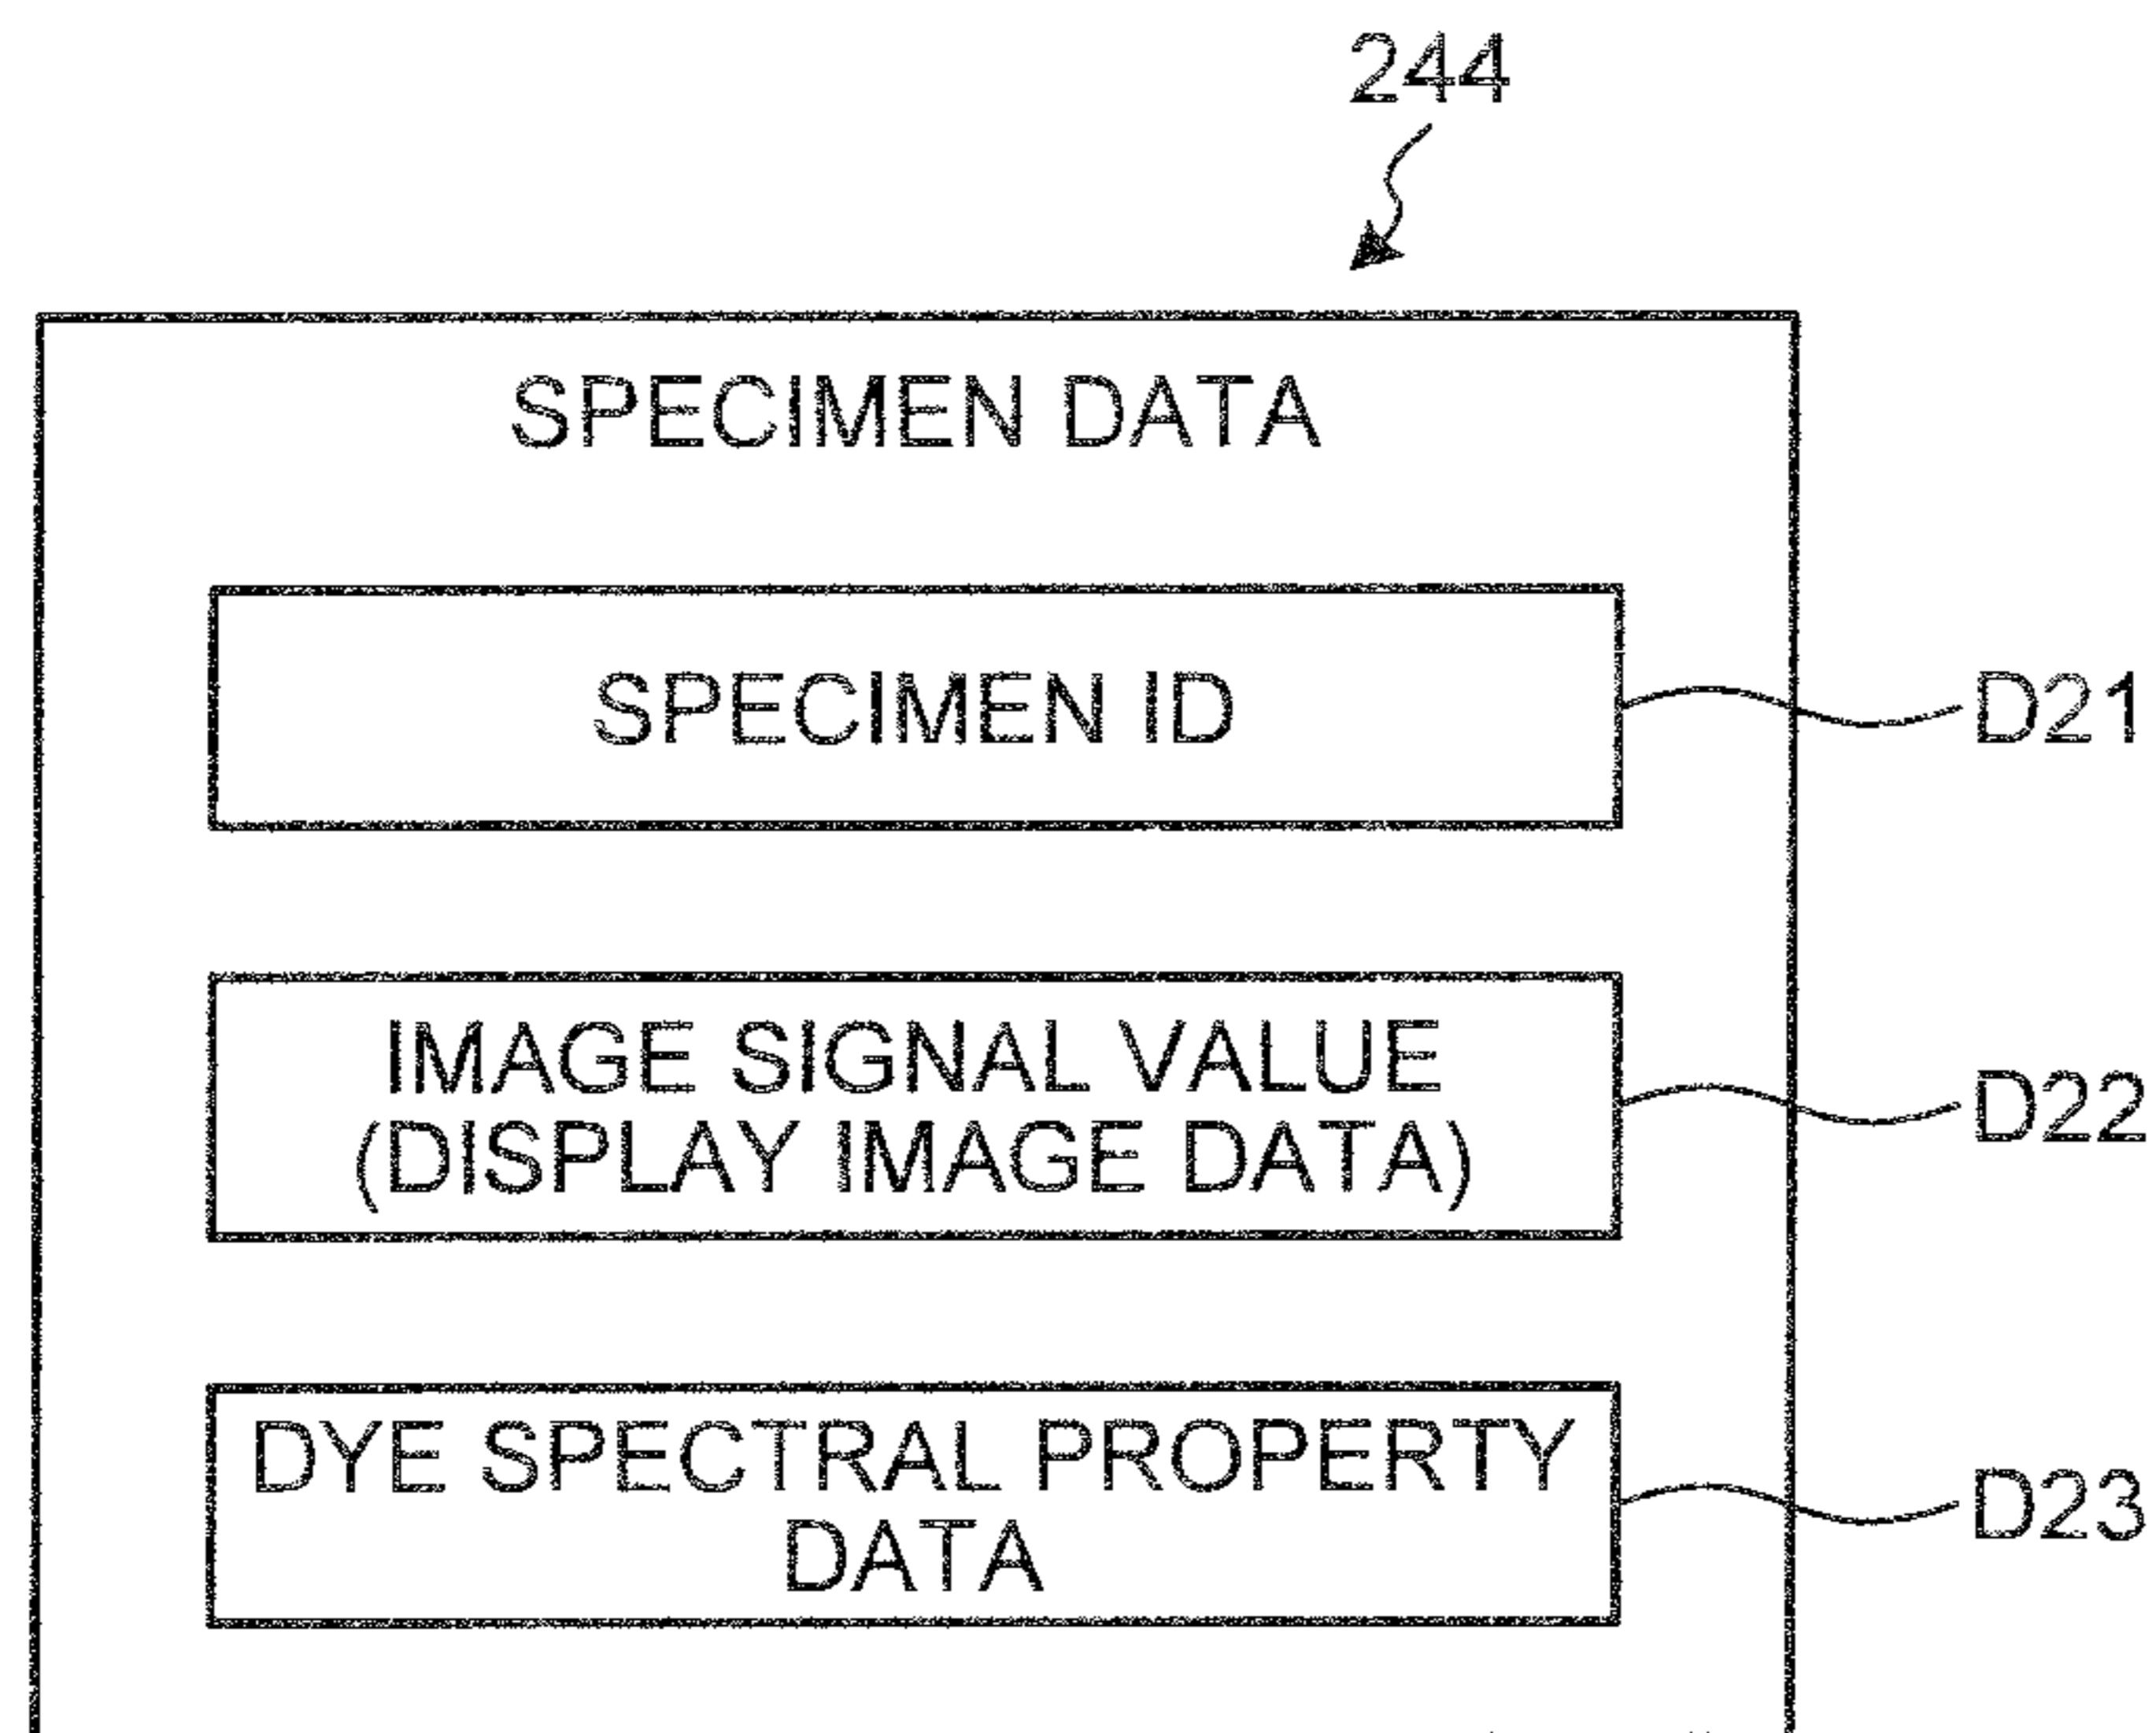 244
SPECIMEN DATA
SPECIMEN ID
D21
IMAGE SIGNAL VALUE
(DISPLAY IMAGE DATA)
D22
DYE SPECTRAL PROPERTY
DATA
D23